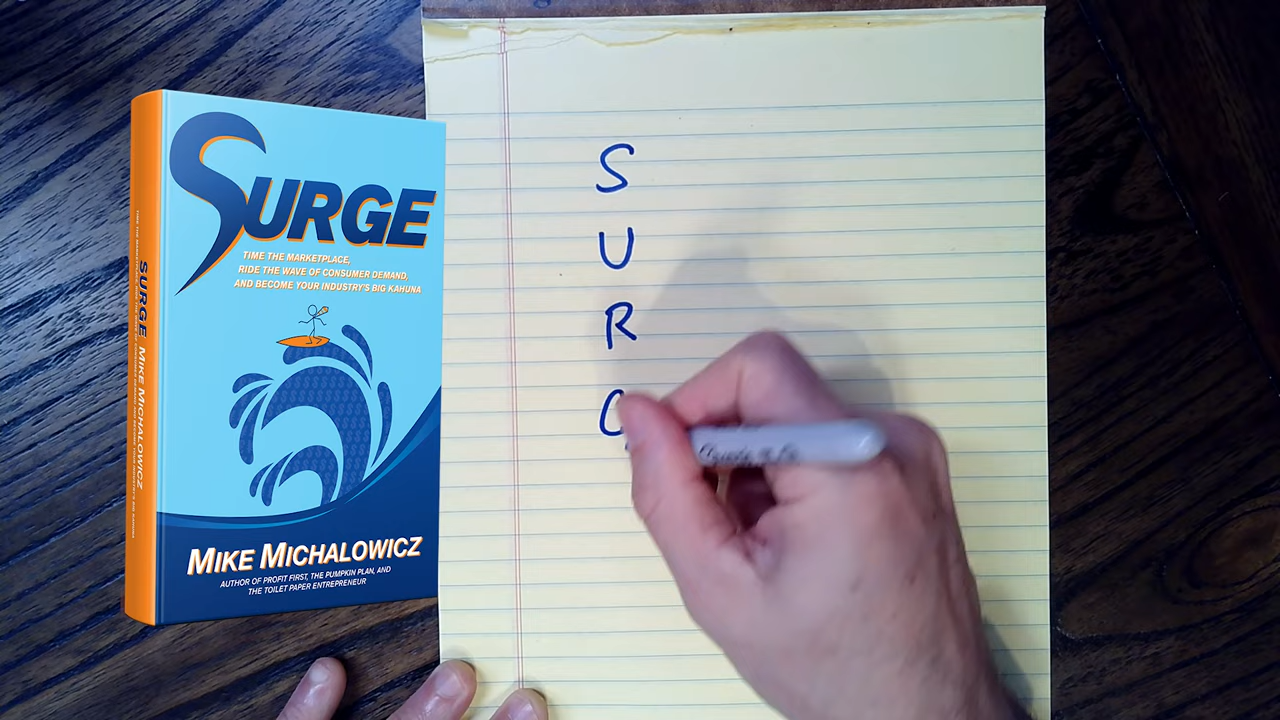 SURGE
TIME THE MARKETPLACE,
RIDE THE WAVE OF CONSUMER DEMAND,
AND BECOME YOUR INDUSTRY'S BIG KAHUNA
MIKE MICHALOWICZ
AUTHOR OF PROFIT FIRST, THE PUMPKIN PLAN, AND
THE TOILET PAPER ENTREPRENEUR
SURGE MIKE MICHALOWICZ
S
U
R